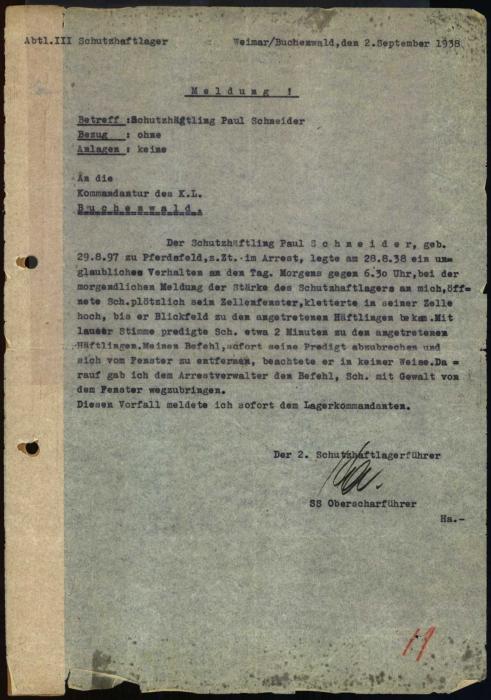 Abtl.III Schutzhaftlager Weimar/Buchenwald,den 2.September 1938
M e l d u n g !
Betreff :Schutzhäftling Paul Schneider
Bezug : ohne
Anlagen : keine
An die
Kommandantur des K.L.
B u c h e n w a l d.
Der Schutzhäftling Paul S c h n e i d e r, geb.
29.8.97 zu Pferdsfeld,z.Zt.im Arrest, legte am 28.8.38 ein un=
glaubliches Verhalten an den Tag. Morgens gegen 6.30 Uhr,bei der
morgendlichen Meldung der Stärke des Schutzhaftlagers an mich,öff=
nete Sch.plötzlich sein Zellenfenster,kletterte in seiner Zelle
hoch, bis er Blickfeld zu den angetretenen Häftlingen bekam.Mit
lauter Stimme predigte Sch. etwa 2 Minuten zu den angetretenen
Häftlingen.Meinen Befehl,sofort seine Predigt abzubrechen und
sich vom Fenster zu entfernen, beachtete er in keiner Weise.Da =
rauf gab ich dem Arrestverwalter den Befehl, Sch. mit Gewalt von
dem Fenster wegzubringen.
Diesen Vorfall meldete ich sofort dem Lagerkommandanten.
Der 2. Schutzhaftlagerführer
SS Oberscharführer
Ha.-